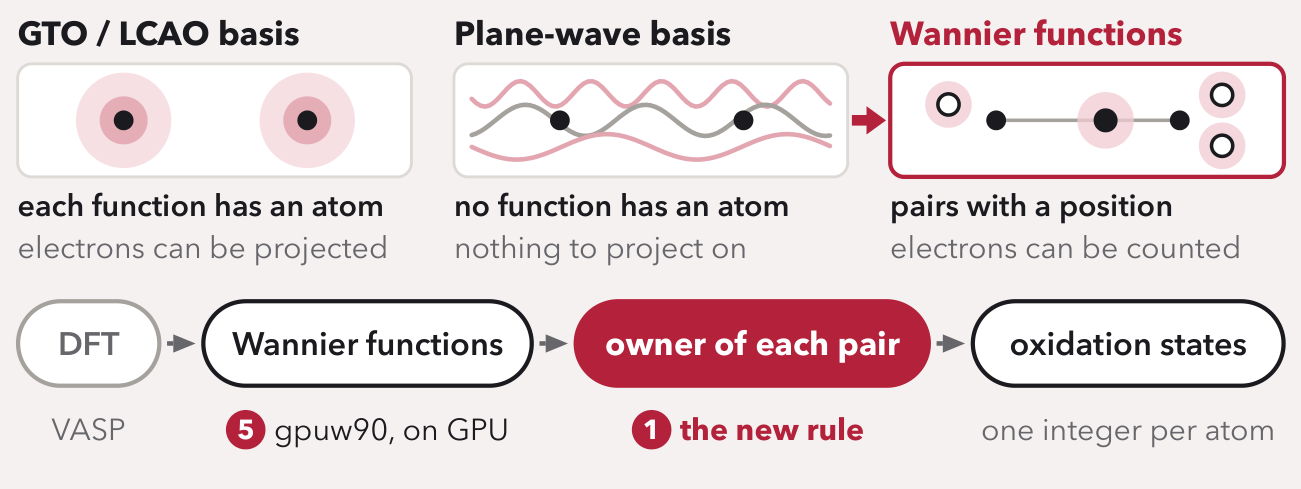 GTO / LCAO basis
Plane-wave basis
Wannier functions
each function has an atom
electrons can be projected
no function has an atom
nothing to project on
pairs with a position
electrons can be counted
DFT
Wannier functions
owner of each pair
oxidation states
VASP
5 gpuw90, on GPU
1 the new rule
one integer per atom